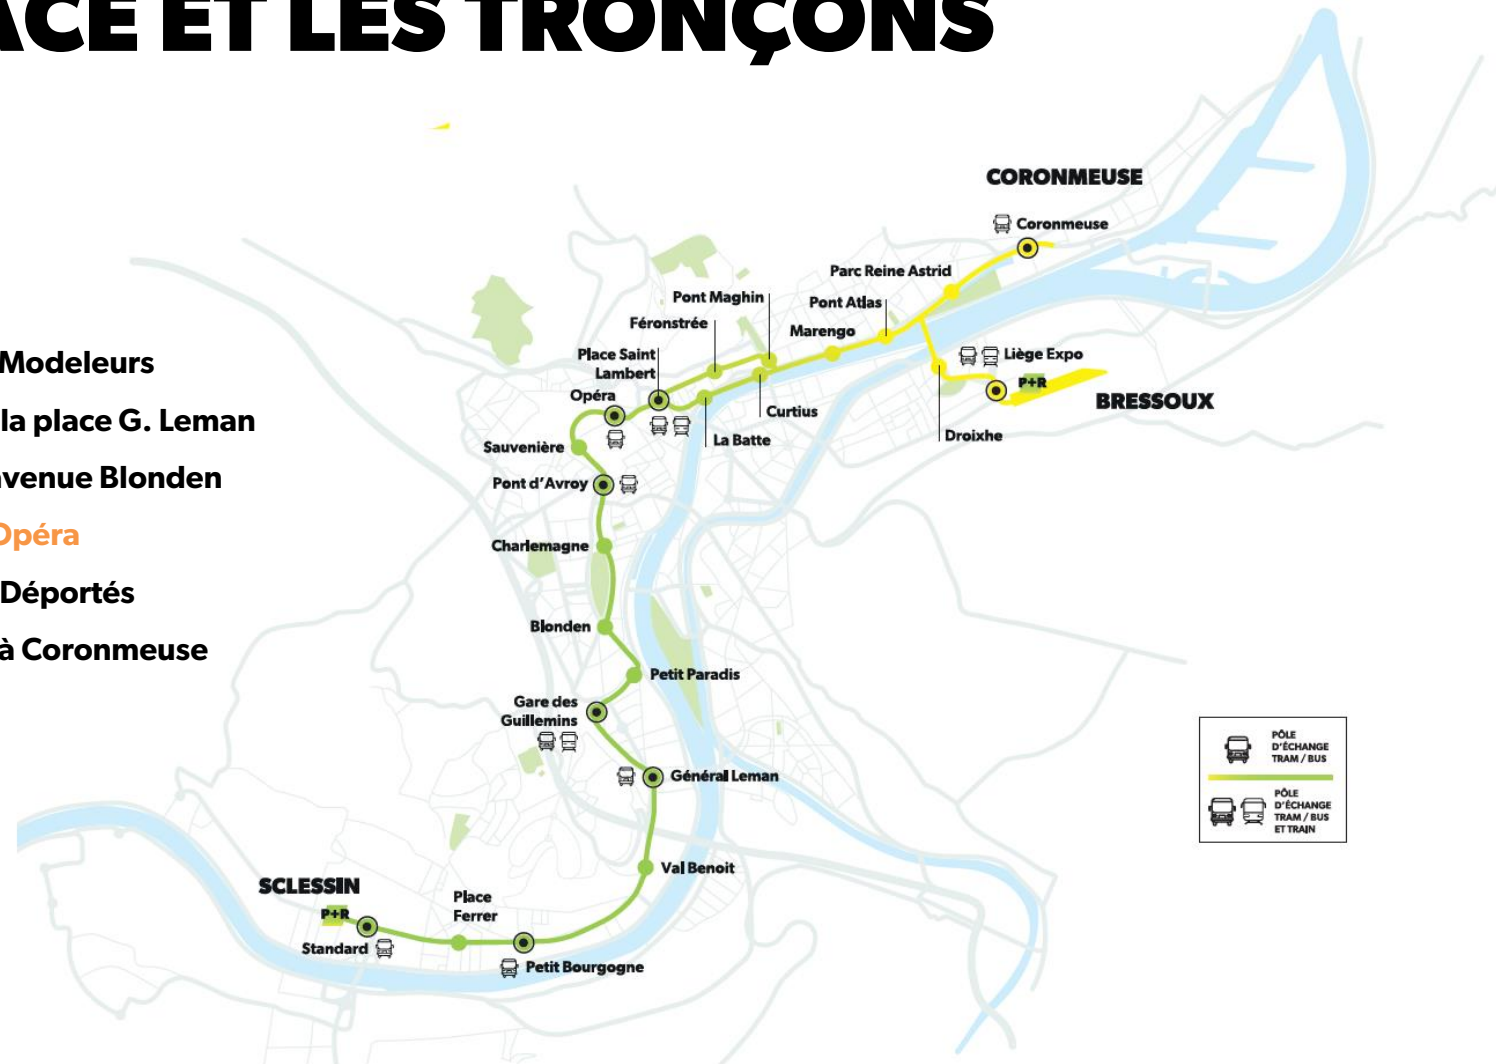 ACE ET LES TRONÇONS
Modeleurs
la place G. Leman
avenue Blonden
Opéra
Déportés
à Coronmeuse
CORONMEUSE
Coronmeuse
Parc Reine Astrid
Pont Maghin
Pont Atlas
Féronstrée
Marengo
Place Saint
Lambert
Liège Expo
P+R
BRESSOUX
Opéra
Curtius
Droixhe
La Batte
Sauvenière
Pont d'Avroy
Charlemagne
Blonden
Petit Paradis
Gare des
Guillemins
Général Leman
Val Benoit
SCLESSIN
P+R
Place
Ferrer
Standard
Petit Bourgogne
PÔLE
D'ÉCHANGE
TRAM / BUS
PÔLE
D'ÉCHANGE
TRAM / BUS
ET TRAIN